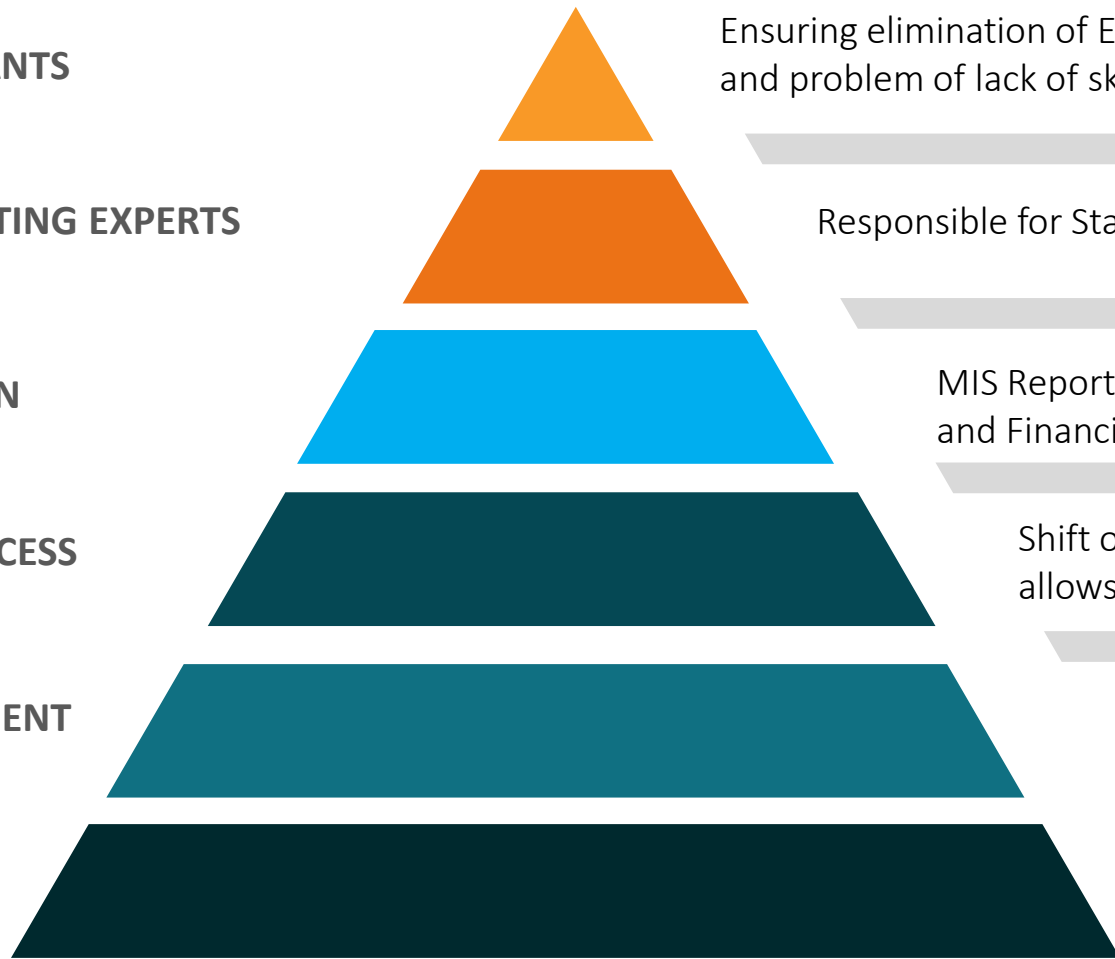 ANTS
Ensuring elimination of E
and problem of lack of sk
TING EXPERTS
Responsible for Sta
N
MIS Report
and Financi
CESS
Shift o
allows
ENT